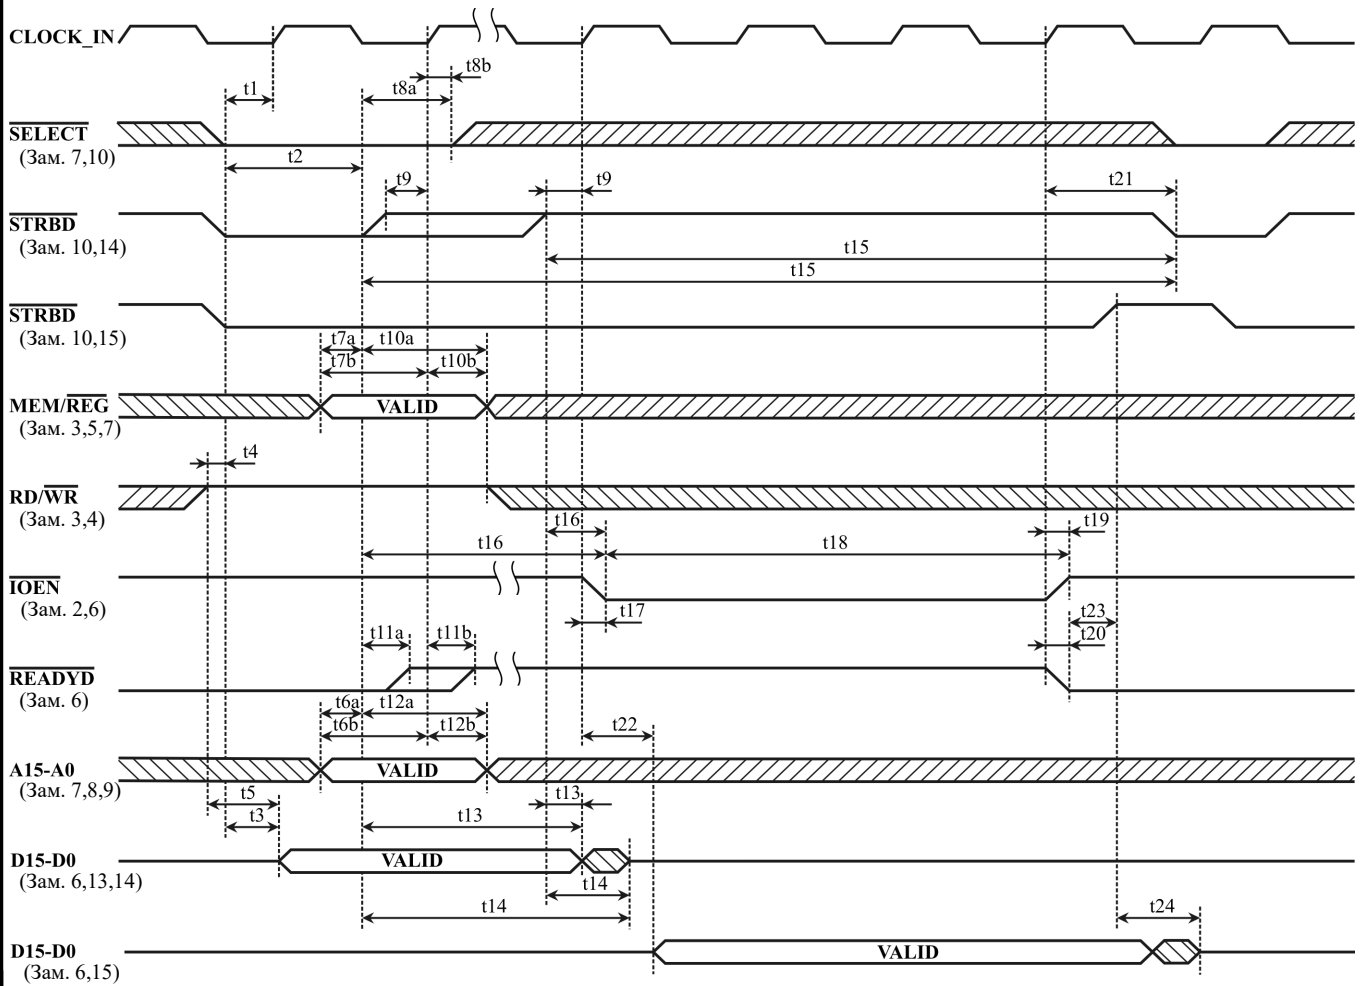 CLOCK_IN
t8b
t1
t8a
SELECT
(Зам. 7,10)
t2
t9
t9
t21
STRBD
(Зам. 10,14)
t15
t15
STRBD
(Зам. 10,15)
t7a
t10a
t7b
t10b
MEM/REG
VALID
(Зам. 3,5,7)
t4
RD/WR
(Зам. 3,4)
t16
t19
t16
t18
IOEN
(Зам. 2,6)
t17
t23
t11a
t11b
t20
READYD
(Зам. 6)
t6a
t12a
t6b
t12b
t22
A15-A0
VALID
(Зам. 7,8,9)
t5
t13
t3
t13
D15-D0
VALID
(Зам. 6,13,14)
t14
t14
t24
D15-D0
VALID
(Зам. 6,15)